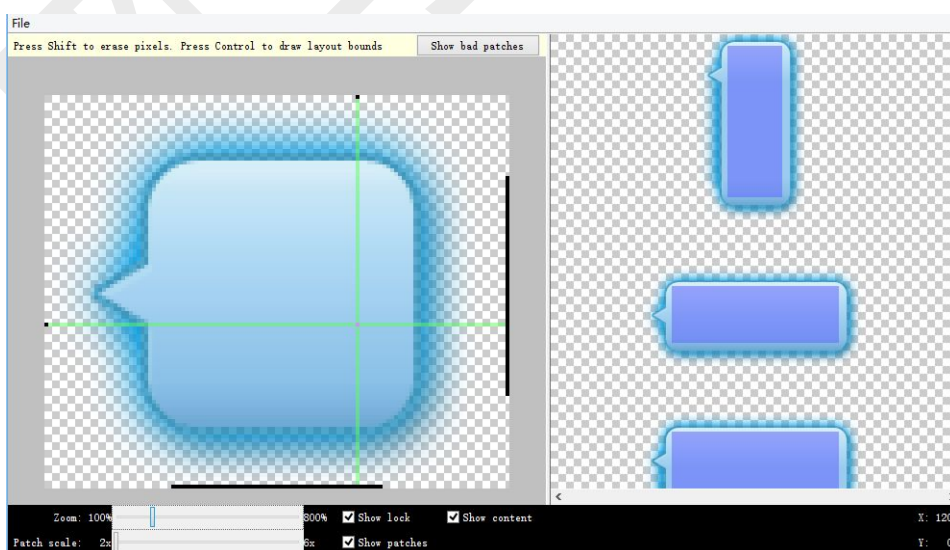 File
Press Shift to erase pixels. Press Control to draw layout bounds
Show bad patches
Zoom: 100% 800% Show lock Show content
X: 120
Patch scale: 2x 6x Show patches
Y: